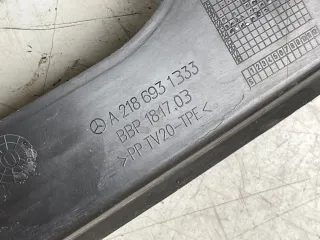 A 218 693 1333
BBP 1817.03
>PP TV20-TPE<